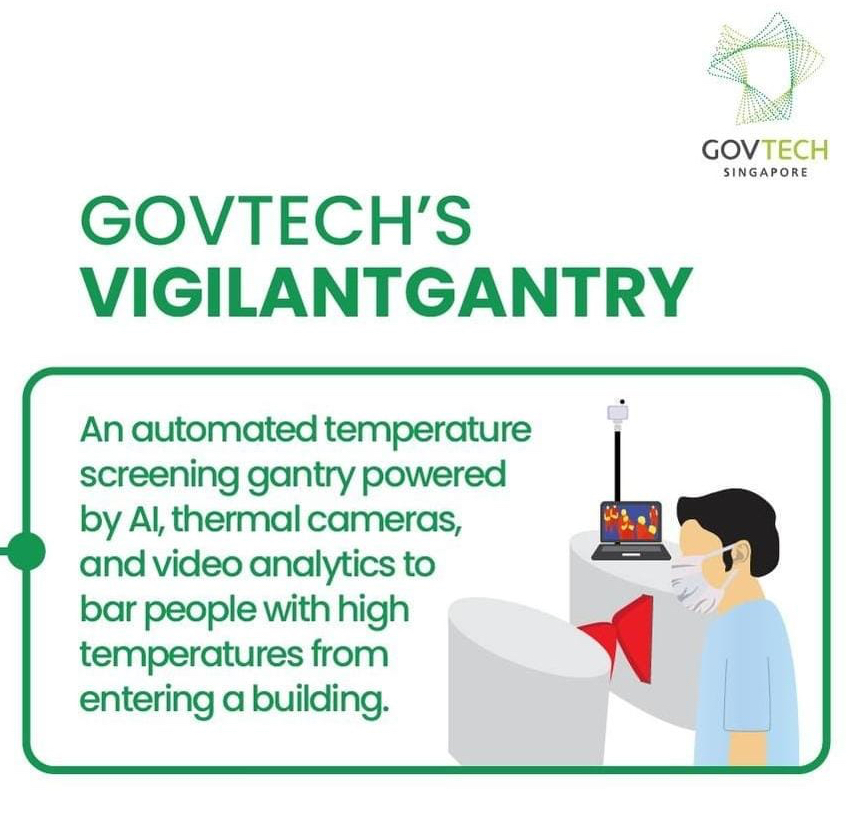 GOVTECH
SINGAPORE
GOVTECH'S
VIGILANTGANTRY
An automated temperature
screening gantry powered
by AI, thermal cameras,
and video analytics to
bar people with high
temperatures from
entering a building.